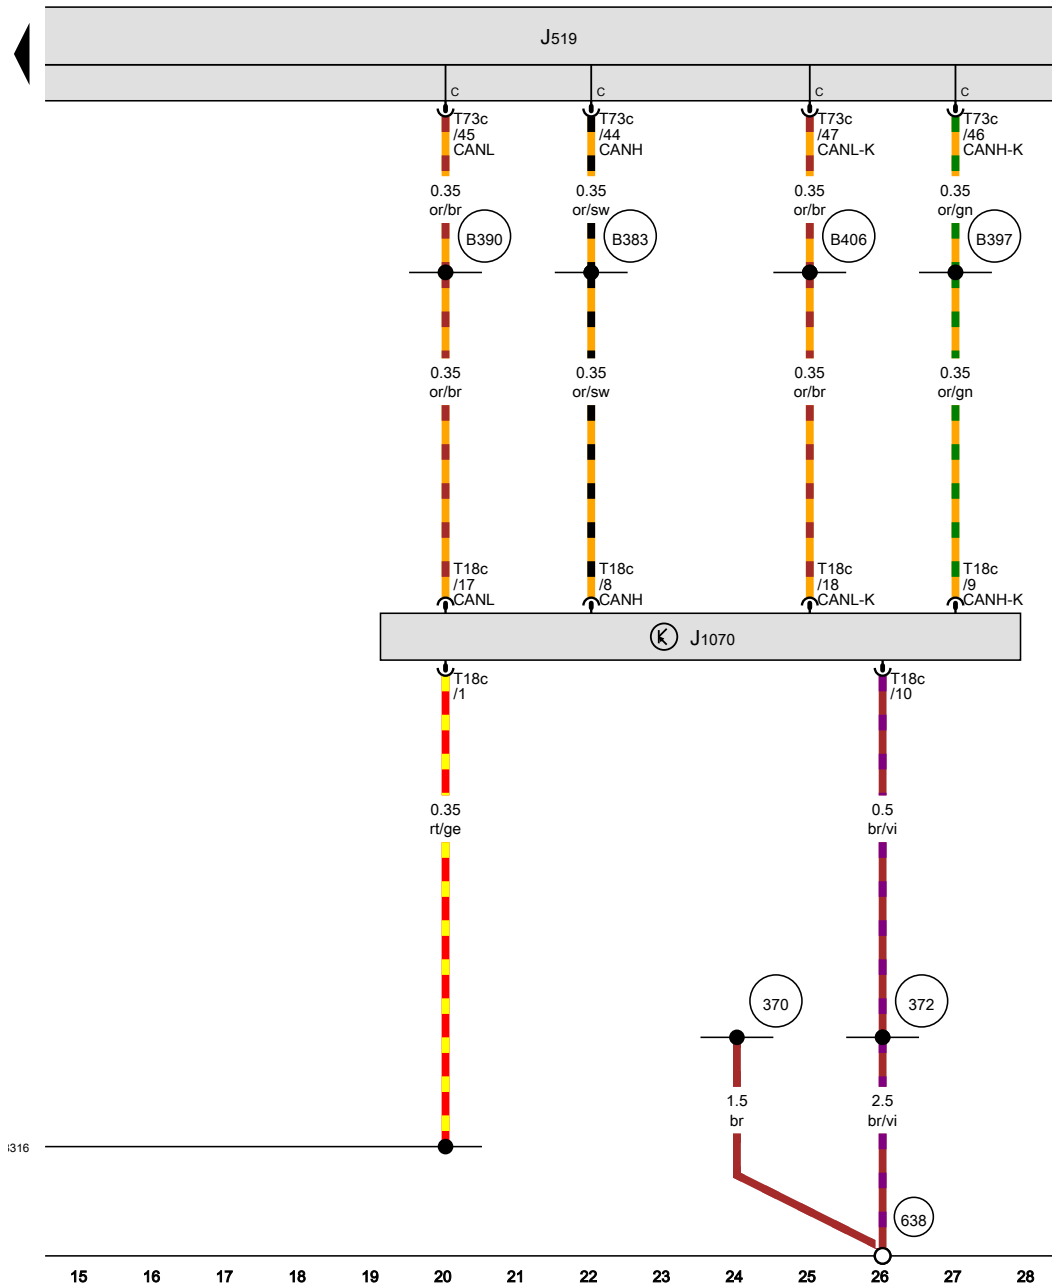 J519
C C C C
T73c T73c T73c T73c
/45 /44 /47 /46
CANL CANH CANL-K CANH-K
0.35 0.35 0.35 0.35
or/br or/sw or/br or/gn
B390 B383 B406 B397
0.35 0.35 0.35 0.35
or/br or/sw or/br or/gn
T18c T18c T18c T18c
/17 /8 /18 /9
CANL CANH CANL-K CANH-K
K J1070
T18c T18c
/1 /10
0.35 0.5
rt/ge br/vi
370 372
1.5 2.5
br br/vi
316
638
15 16 17 18 19 20 21 22 23 24 25 26 27 28